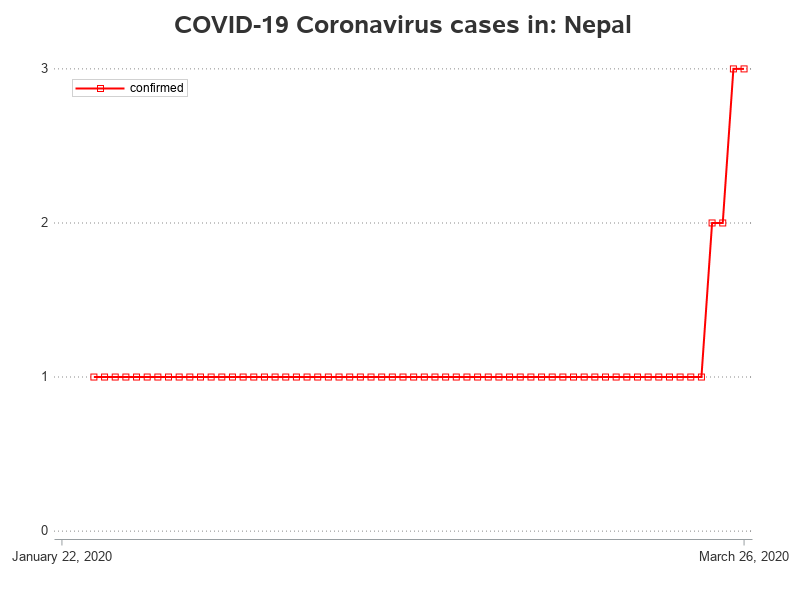 COVID-19 Coronavirus cases in: Nepal
3
confirmed
2
1
0
January 22, 2020
March 26, 2020